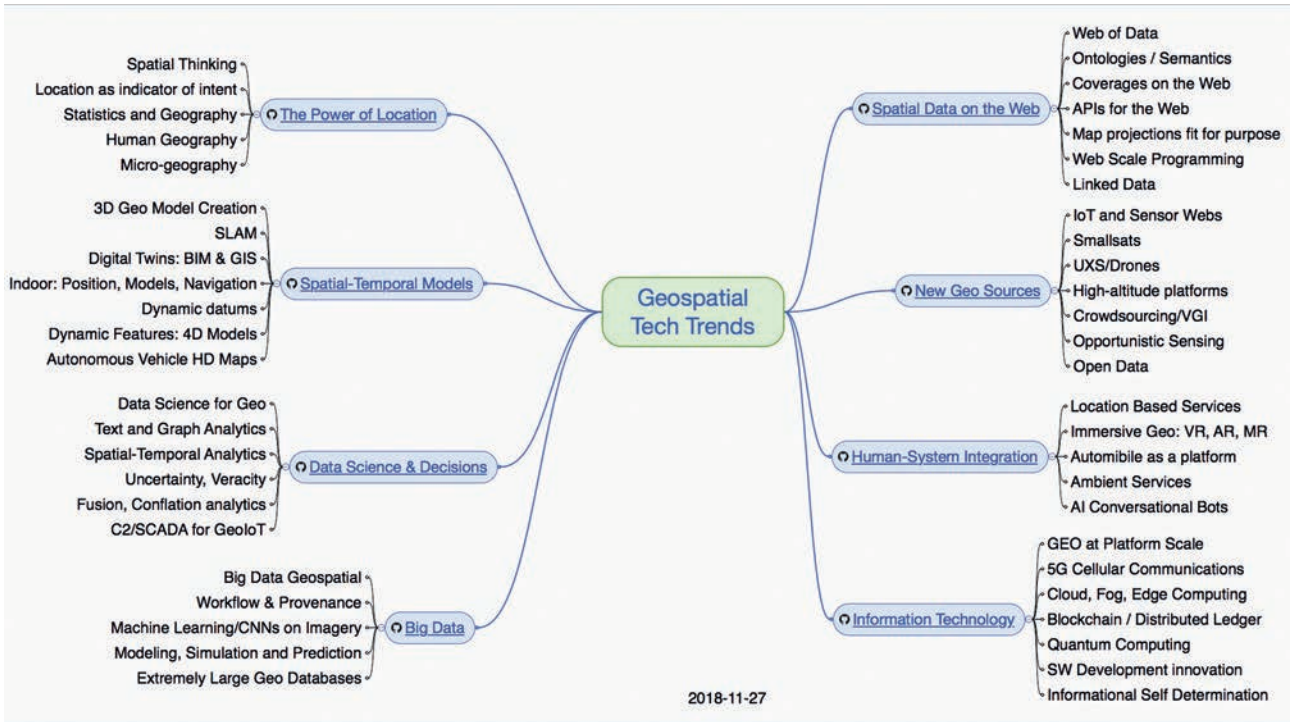 Geospatial
Tech Trends
The Power of Location
Spatial Thinking
Location as indicator of intent
Statistics and Geography
Human Geography
Micro-geography
Spatial-Temporal Models
3D Geo Model Creation
SLAM
Digital Twins: BIM & GIS
Indoor: Position, Models, Navigation
Dynamic datums
Dynamic Features: 4D Models
Autonomous Vehicle HD Maps
Data Science & Decisions
Data Science for Geo
Text and Graph Analytics
Spatial-Temporal Analytics
Uncertainty, Veracity
Fusion, Conflation analytics
C2/SCADA for GeoIoT
Big Data
Big Data Geospatial
Workflow & Provenance
Machine Learning/CNNs on Imagery
Modeling, Simulation and Prediction
Extremely Large Geo Databases
Spatial Data on the Web
Web of Data
Ontologies / Semantics
Coverages on the Web
APIs for the Web
Map projections fit for purpose
Web Scale Programming
Linked Data
New Geo Sources
IoT and Sensor Webs
Smallsats
UXS/Drones
High-altitude platforms
Crowdsourcing/VGI
Opportunistic Sensing
Open Data
Human-System Integration
Location Based Services
Immersive Geo: VR, AR, MR
Automibile as a platform
Ambient Services
AI Conversational Bots
Information Technology
GEO at Platform Scale
5G Cellular Communications
Cloud, Fog, Edge Computing
Blockchain / Distributed Ledger
Quantum Computing
SW Development innovation
Informational Self Determination
2018-11-27